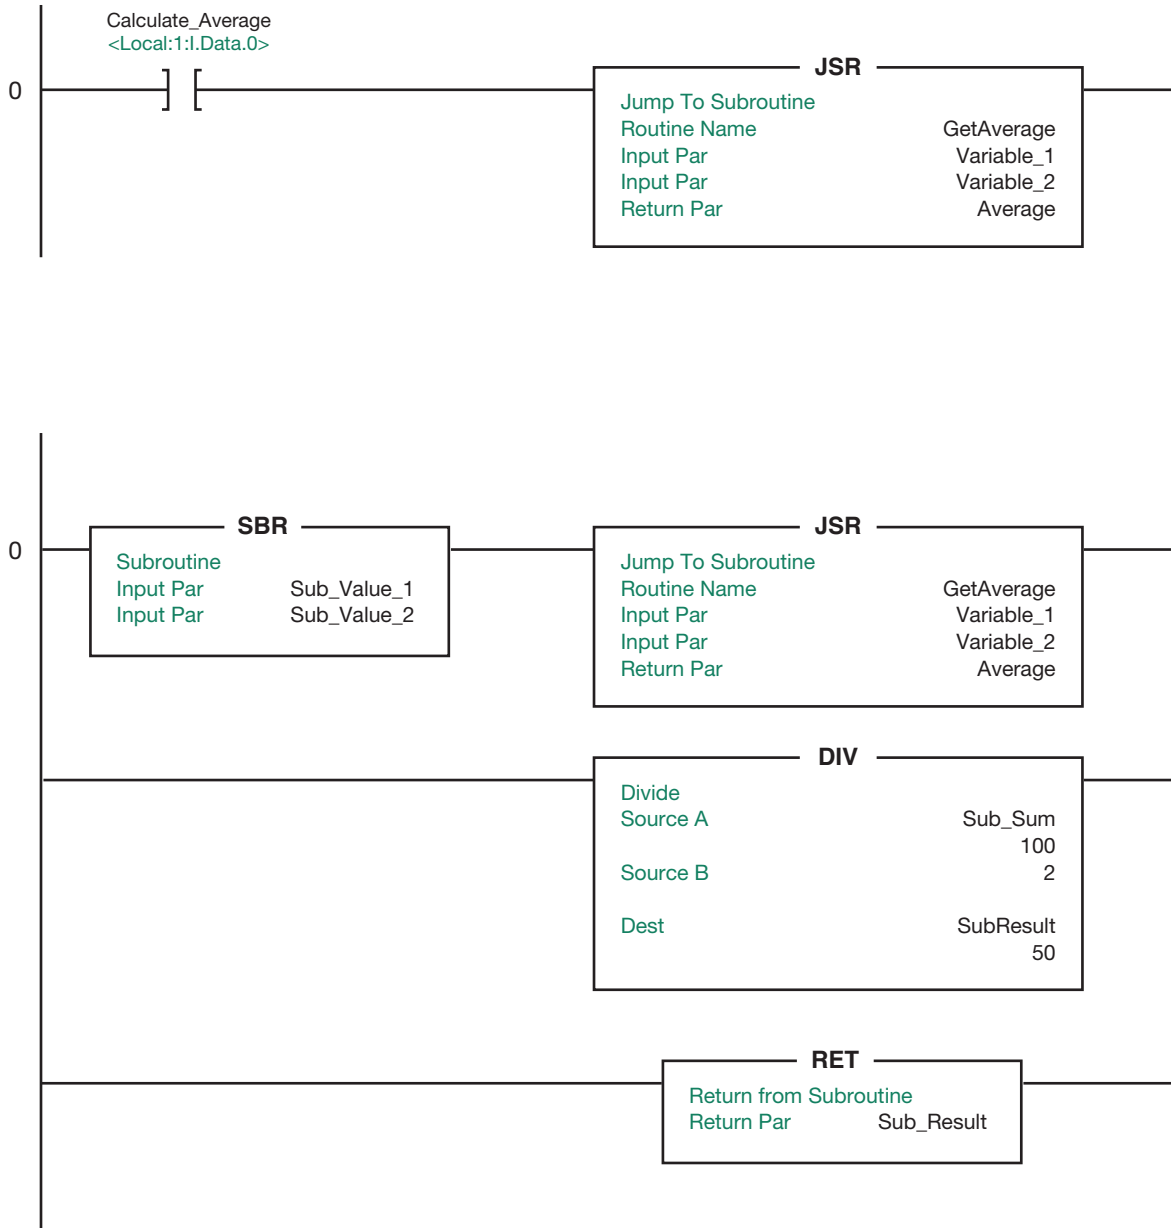 Calculate_Average
<Local:1:I.Data.0>
0
JSR
Jump To Subroutine
Routine Name GetAverage
Input Par Variable_1
Input Par Variable_2
Return Par Average
0
SBR
Subroutine
Input Par Sub_Value_1
Input Par Sub_Value_2
JSR
Jump To Subroutine
Routine Name GetAverage
Input Par Variable_1
Input Par Variable_2
Return Par Average
DIV
Divide
Source A Sub_Sum
100
Source B 2
Dest SubResult
50
RET
Return from Subroutine
Return Par Sub_Result